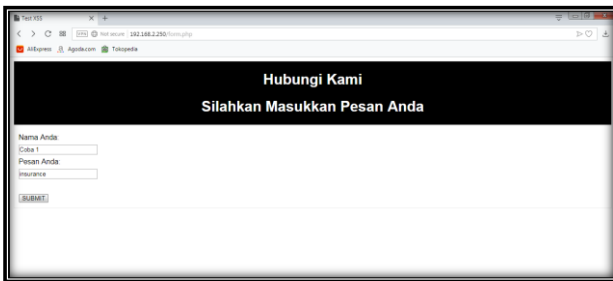 Test XSS
VPN Not secure 192.168.2.250/form.php
AliExpress Agoda.com Tokopedia
Hubungi Kami
Silahkan Masukkan Pesan Anda
Nama Anda:
Coba 1
Pesan Anda:
insurance
SUBMIT